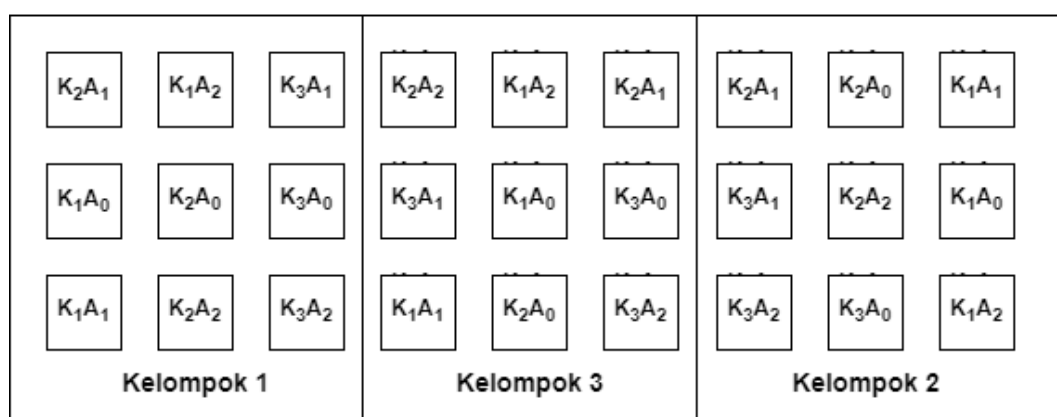 K₂A₁ K₁A₂ K₃A₁ K₂A₂ K₁A₂ K₂A₁ K₂A₁ K₂A₀ K₁A₁
K₁A₀ K₂A₀ K₃A₀ K₃A₁ K₁A₀ K₃A₀ K₃A₁ K₂A₂ K₁A₀
K₁A₁ K₂A₂ K₃A₂ K₁A₁ K₂A₀ K₃A₂ K₃A₂ K₃A₀ K₁A₂
Kelompok 1 Kelompok 3 Kelompok 2